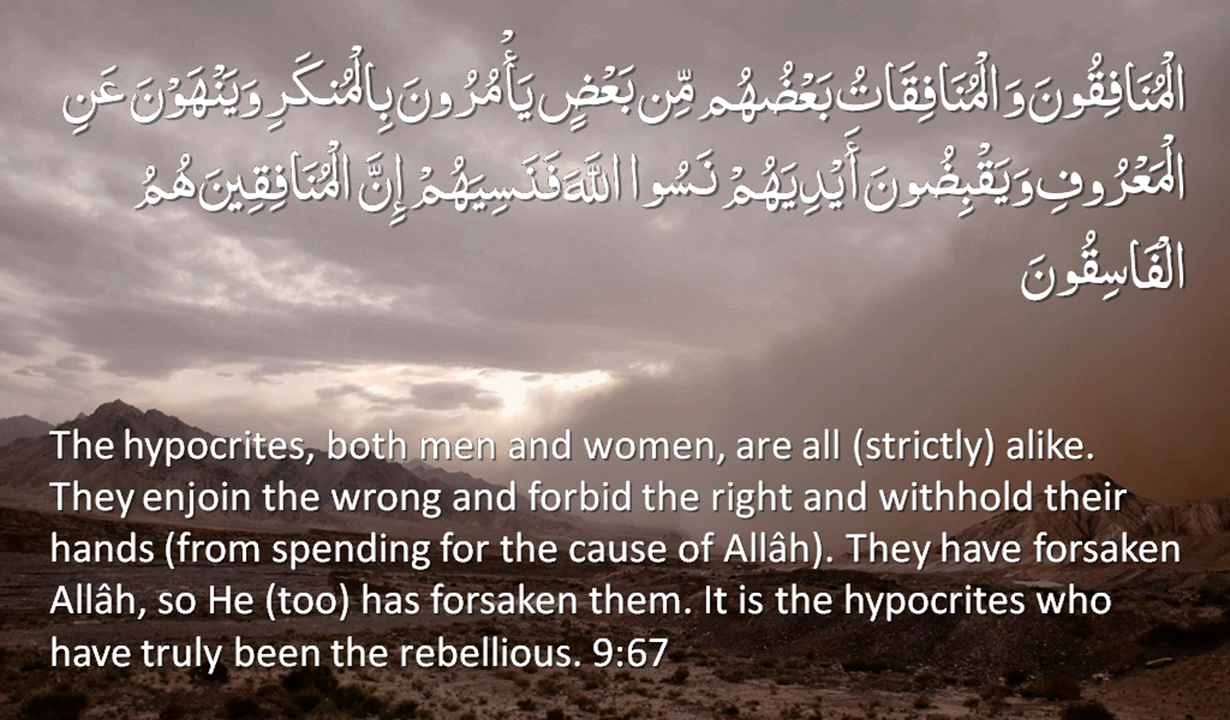 الْمُنَافِقُونَ وَالْمُنَافِقَاتُ بَعْضُهُم مِّن بَعْضٍ يَأْمُرُونَ بِالْمُنكَرِ وَيَنْهَوْنَ عَنِ
الْمَعْرُوفِ وَيَقْبِضُونَ أَيْدِيَهُمْ نَسُوا اللَّهَ فَنَسِيَهُمْ إِنَّ الْمُنَافِقِينَ هُمُ
الْفَاسِقُونَ
The hypocrites, both men and women, are all (strictly) alike.
They enjoin the wrong and forbid the right and withhold their
hands (from spending for the cause of Allâh). They have forsaken
Allâh, so He (too) has forsaken them. It is the hypocrites who
have truly been the rebellious. 9:67